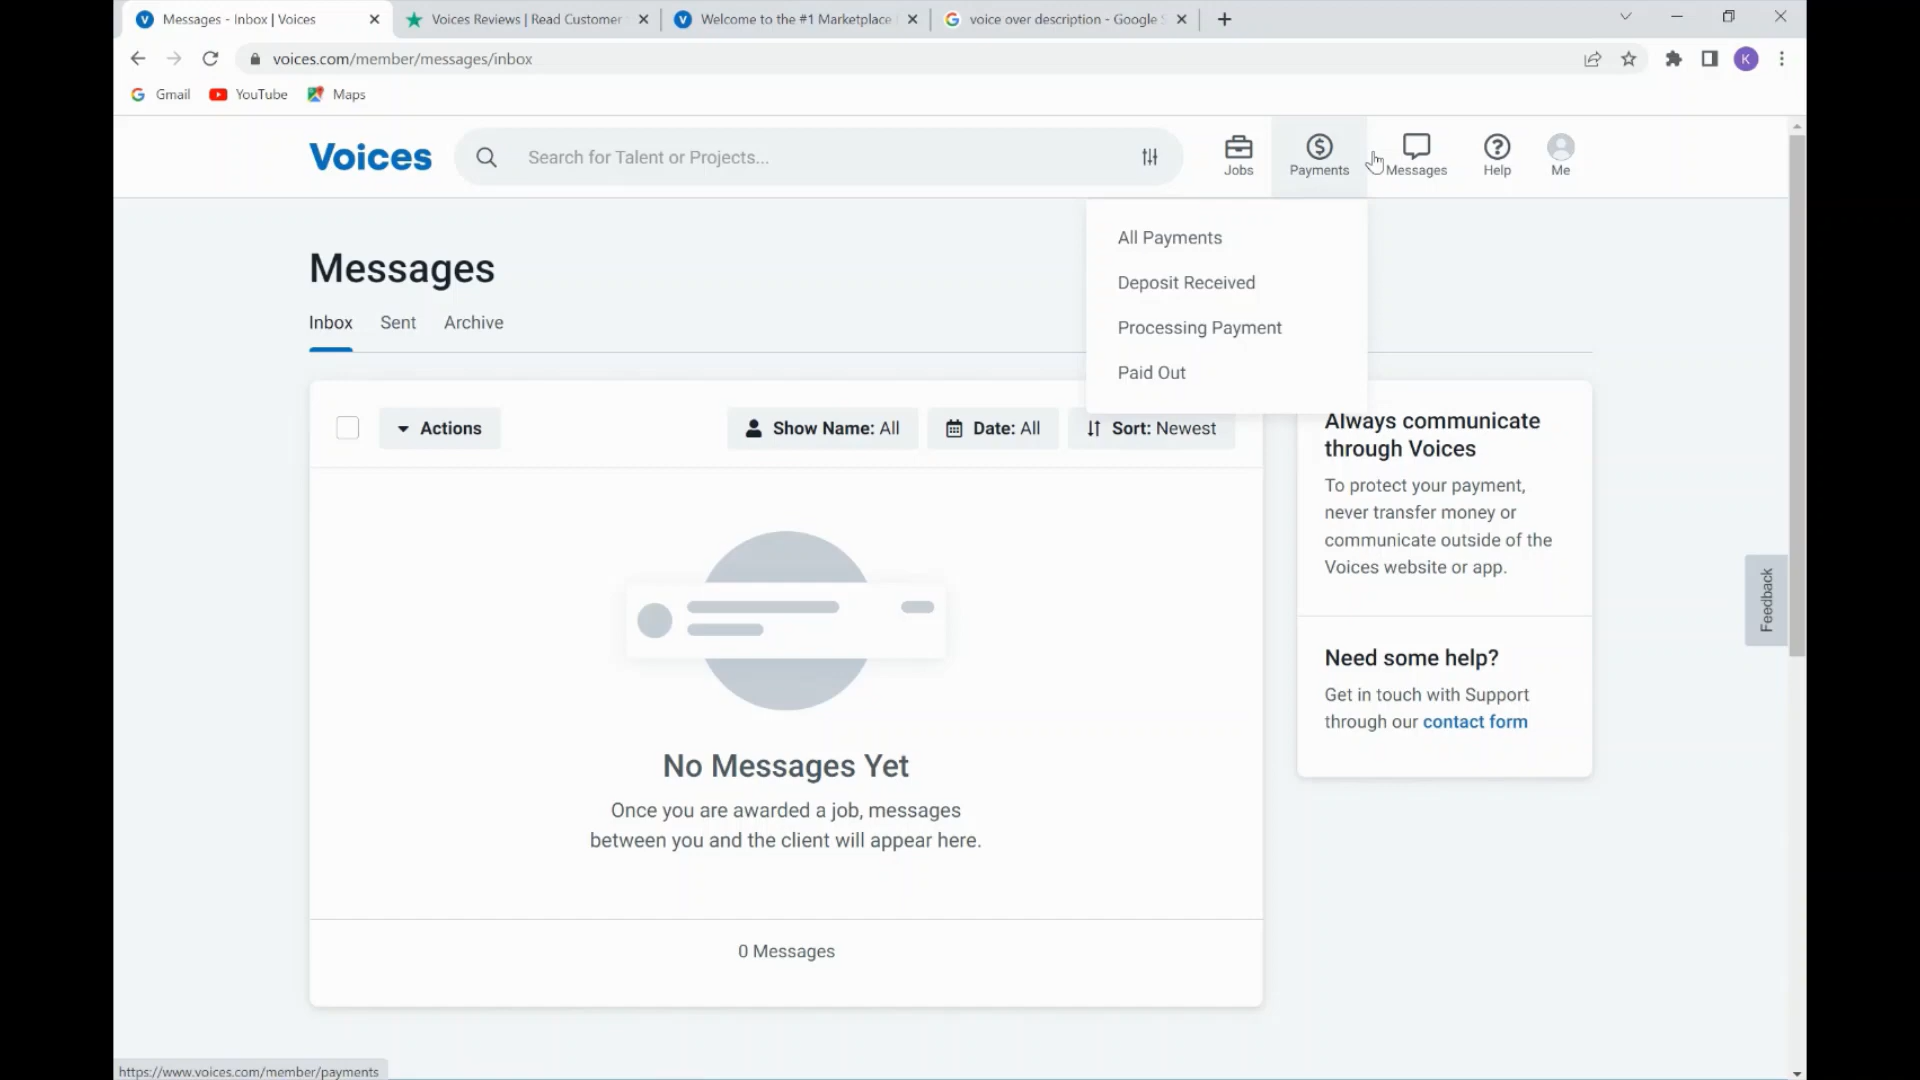 Messages - Inbox | Voices
Voices Reviews | Read Customer
Welcome to the #1 Marketplace
voice over description - Google
voices.com/member/messages/inbox
K
Gmail
YouTube
Maps
Voices
Search for Talent or Projects...
Jobs
Payments
Messages
Help
Me
All Payments
Deposit Received
Processing Payment
Paid Out
Messages
Inbox
Sent
Archive
Actions
Show Name: All
Date: All
Sort: Newest
No Messages Yet
Once you are awarded a job, messages
between you and the client will appear here.
0 Messages
Always communicate
through Voices
To protect your payment,
never transfer money or
communicate outside of the
Voices website or app.
Need some help?
Get in touch with Support
through our contact form
Feedback
https://www.voices.com/member/payments